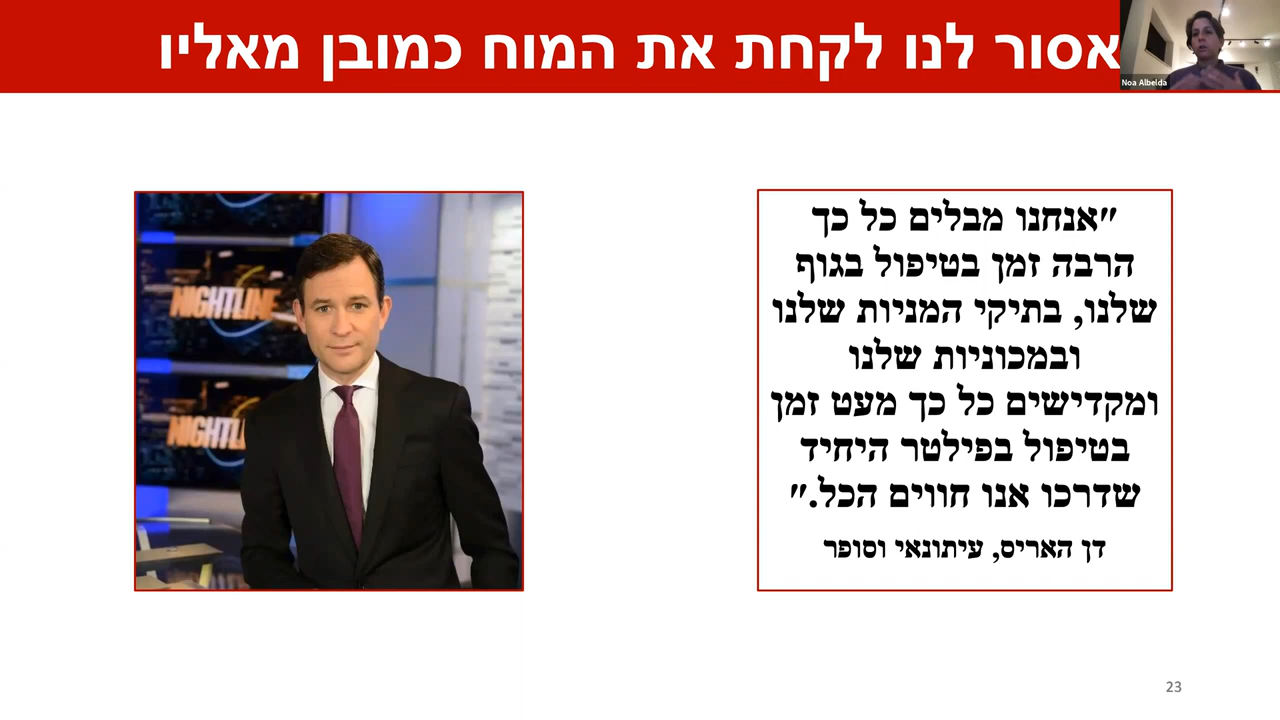 אסור לנו לקחת את המוח כמובן מאליו
Noa Albelda
NIGHTLINE
NIGHTL
"אנחנו מבלים כל כך
הרבה זמן בטיפול בגוף
שלנו, בתיקי המניות שלנו
ובמכוניות שלנו
ומקדישים כל כך מעט זמן
בטיפול בפילטר היחיד
שדרכו אנו חווים הכל."
דן האריס, עיתונאי וסופר
23